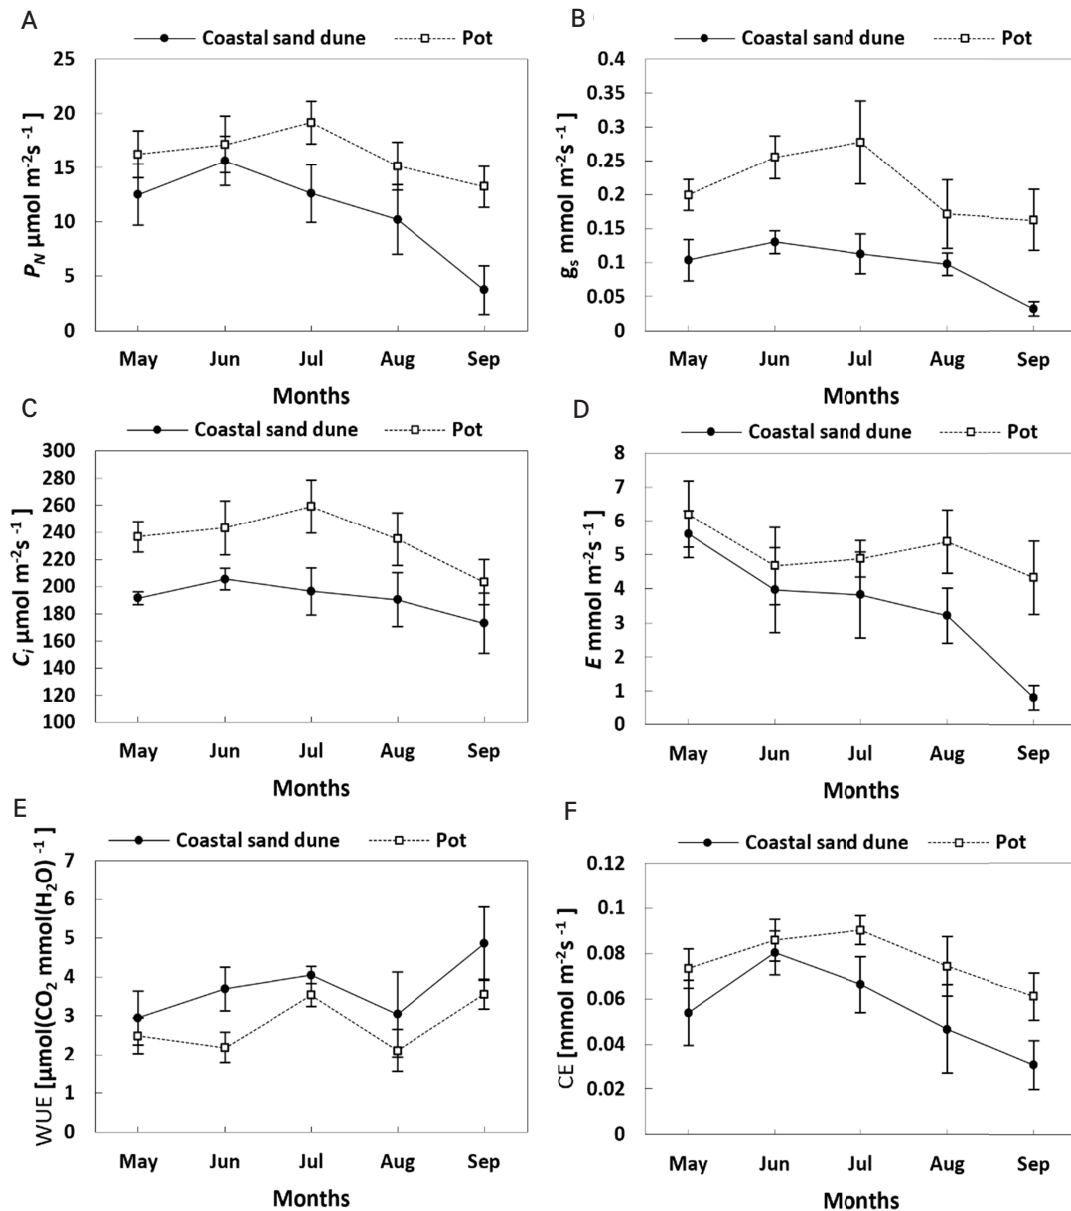 A
Coastal sand dune Pot
25
20
15
10
5
0
P_N µmol m⁻²s⁻¹ ]
May Jun Jul Aug Sep
Months
B
Coastal sand dune Pot
0.4
0.35
0.3
0.25
0.2
0.15
0.1
0.05
0
g_s mmol m⁻²s⁻¹ ]
May Jun Jul Aug Sep
Months
C
Coastal sand dune Pot
300
280
260
240
220
200
180
160
140
120
100
C_i µmol m⁻²s⁻¹ ]
May Jun Jul Aug Sep
Months
D
Coastal sand dune Pot
8
7
6
5
4
3
2
1
0
E mmol m⁻²s⁻¹ ]
May Jun Jul Aug Sep
Months
E
Coastal sand dune Pot
7
6
5
4
3
2
1
0
WUE [µmol(CO₂ mmol(H₂O)⁻¹ ]
May Jun Jul Aug Sep
Months
F
Coastal sand dune Pot
0.12
0.1
0.08
0.06
0.04
0.02
0
CE [mmol m⁻²s⁻¹ ]
May Jun Jul Aug Sep
Months